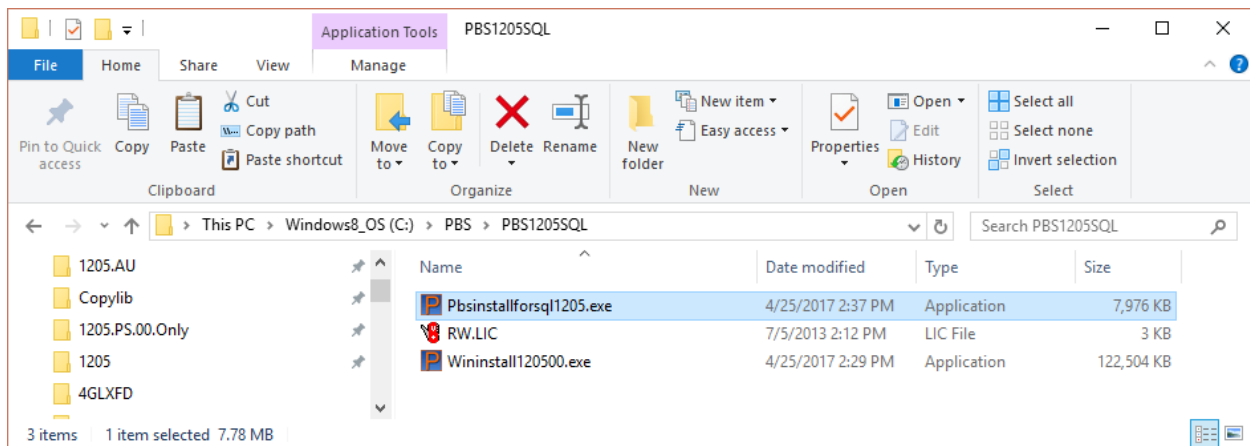 Application Tools PBS1205SQL
File Home Share View Manage
Pin to Quick access
Copy
Paste
Cut
Copy path
Paste shortcut
Clipboard
Move to
Copy to
Delete
Rename
Organize
New folder
New item
Easy access
New
Properties
Open
Edit
History
Open
Select all
Select none
Invert selection
Select
This PC > Windows8_OS (C:) > PBS > PBS1205SQL
Search PBS1205SQL
1205.AU
Copylib
1205.PS.00.Only
1205
4GLXFD
Name Date modified Type Size
Pbsinstallforsql1205.exe 4/25/2017 2:37 PM Application 7,976 KB
RW.LIC 7/5/2013 2:12 PM LIC File 3 KB
Wininstall120500.exe 4/25/2017 2:29 PM Application 122,504 KB
3 items 1 item selected 7.78 MB